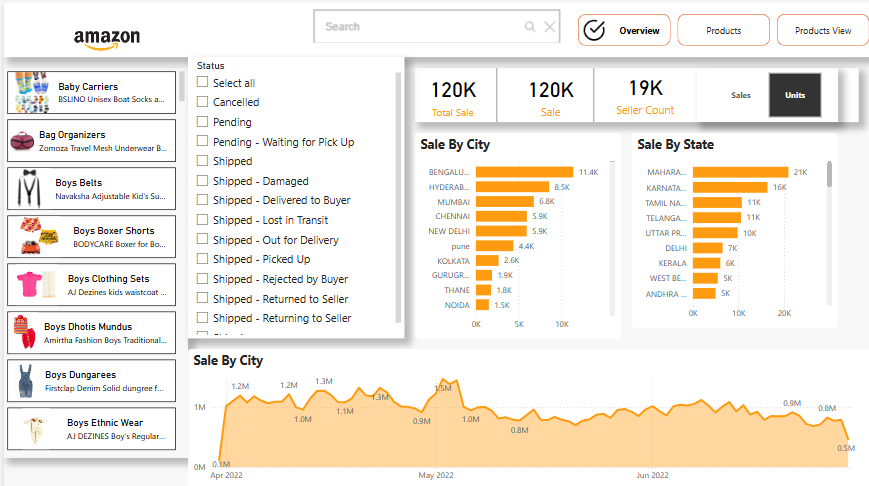 amazon
Search
Overview
Products
Products View
Baby Carriers
BSLINO Unisex Boat Socks a...
Bag Organizers
Zomoza Travel Mesh Underwear B...
Boys Belts
Navaksha Adjustable Kid's Su...
Boys Boxer Shorts
BODYCARE Boxer for Bo...
Boys Clothing Sets
AJ Dezines kids waistcoat ...
Boys Dhotis Mundus
Amirtha Fashion Boys Traditional...
Boys Dungarees
Firstclap Denim Solid dungree f...
Boys Ethnic Wear
AJ DEZINES Boy's Regular...
Status
Select all
Cancelled
Pending
Pending - Waiting for Pick Up
Shipped
Shipped - Damaged
Shipped - Delivered to Buyer
Shipped - Lost in Transit
Shipped - Out for Delivery
Shipped - Picked Up
Shipped - Rejected by Buyer
Shipped - Returned to Seller
Shipped - Returning to Seller
120K
Total Sale
120K
Sale
19K
Seller Count
Sales
Units
Sale By City
BENGALU... 11.4K
HYDERAB... 8.5K
MUMBAI 6.8K
CHENNAI 5.9K
NEW DELHI 5.9K
pune 4.4K
KOLKATA 2.6K
GURUGR... 1.9K
THANE 1.8K
NOIDA 1.5K
0K 5K 10K
Sale By State
MAHARA... 21K
KARNATA... 16K
TAMIL NA... 11K
TELANGA... 11K
UTTAR PR... 10K
DELHI 7K
KERALA 6K
WEST BE... 5K
ANDHRA ... 5K
0K 10K 20K
Sale By City
1M
0M
0.1M
1.2M
1.2M
1.0M
1.3M
1.1M
1.3M
0.9M
1.5M
1.0M
0.8M
0.9M
0.8M
0.5M
Apr 2022 May 2022 Jun 2022